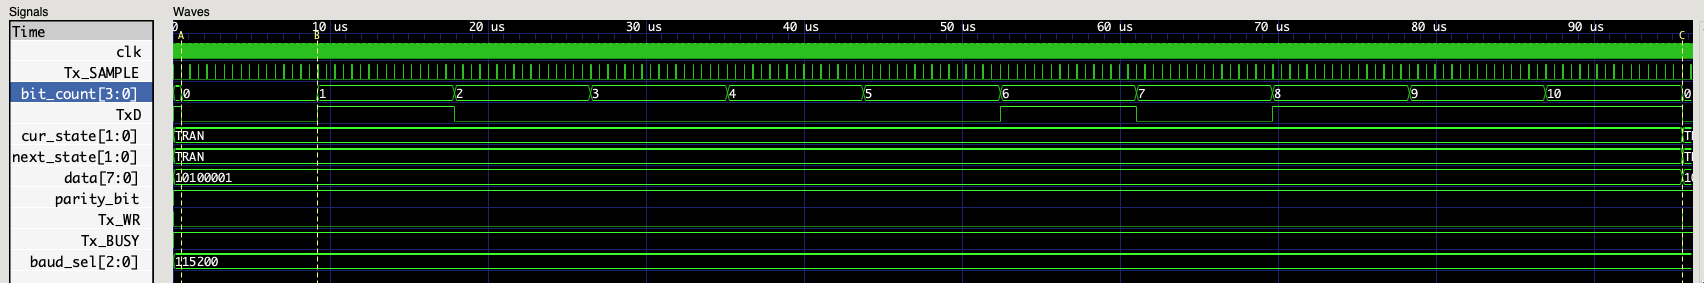 Signals Waves
Time 0 10 us 20 us 30 us 40 us 50 us 60 us 70 us 80 us 90 us
A B C
clk
Tx_SAMPLE
bit_count[3:0] 0 1 2 3 4 5 6 7 8 9 10 0
TxD
cur_state[1:0] TRAN
next_state[1:0] TRAN
data[7:0] 10100001
parity_bit
Tx_WR
Tx_BUSY
baud_sel[2:0] 115200